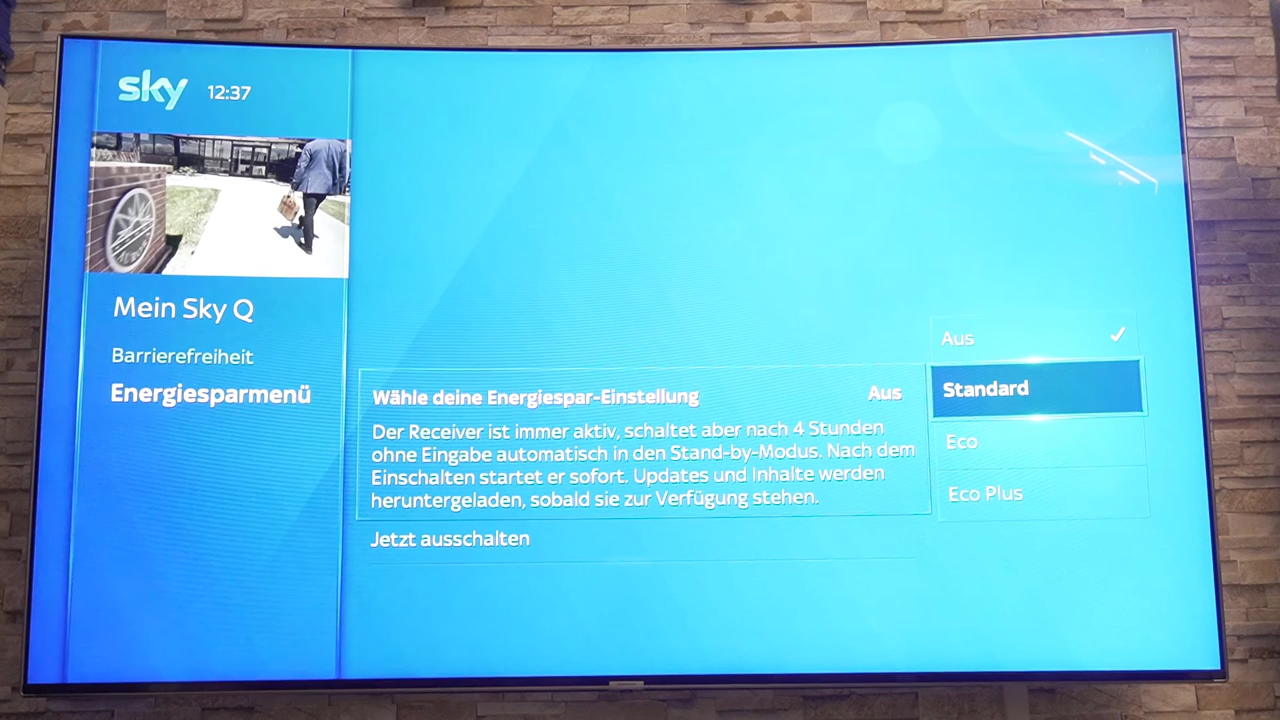 sky 12:37
Mein Sky Q
Barrierefreiheit
Energiesparmenü
Wähle deine Energiespar-Einstellung Aus
Der Receiver ist immer aktiv, schaltet aber nach 4 Stunden
ohne Eingabe automatisch in den Stand-by-Modus. Nach dem
Einschalten startet er sofort. Updates und Inhalte werden
heruntergeladen, sobald sie zur Verfügung stehen.
Jetzt ausschalten
Aus
Standard
Eco
Eco Plus